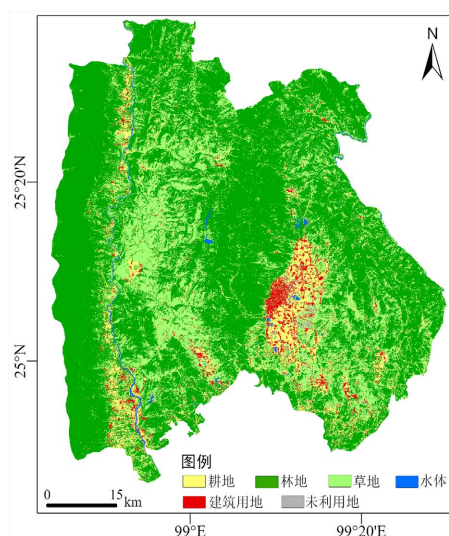 N
25°20′N
25°N
图例
耕地 林地 草地 水体
建筑用地 未利用地
0 15 km
99°E 99°20′E